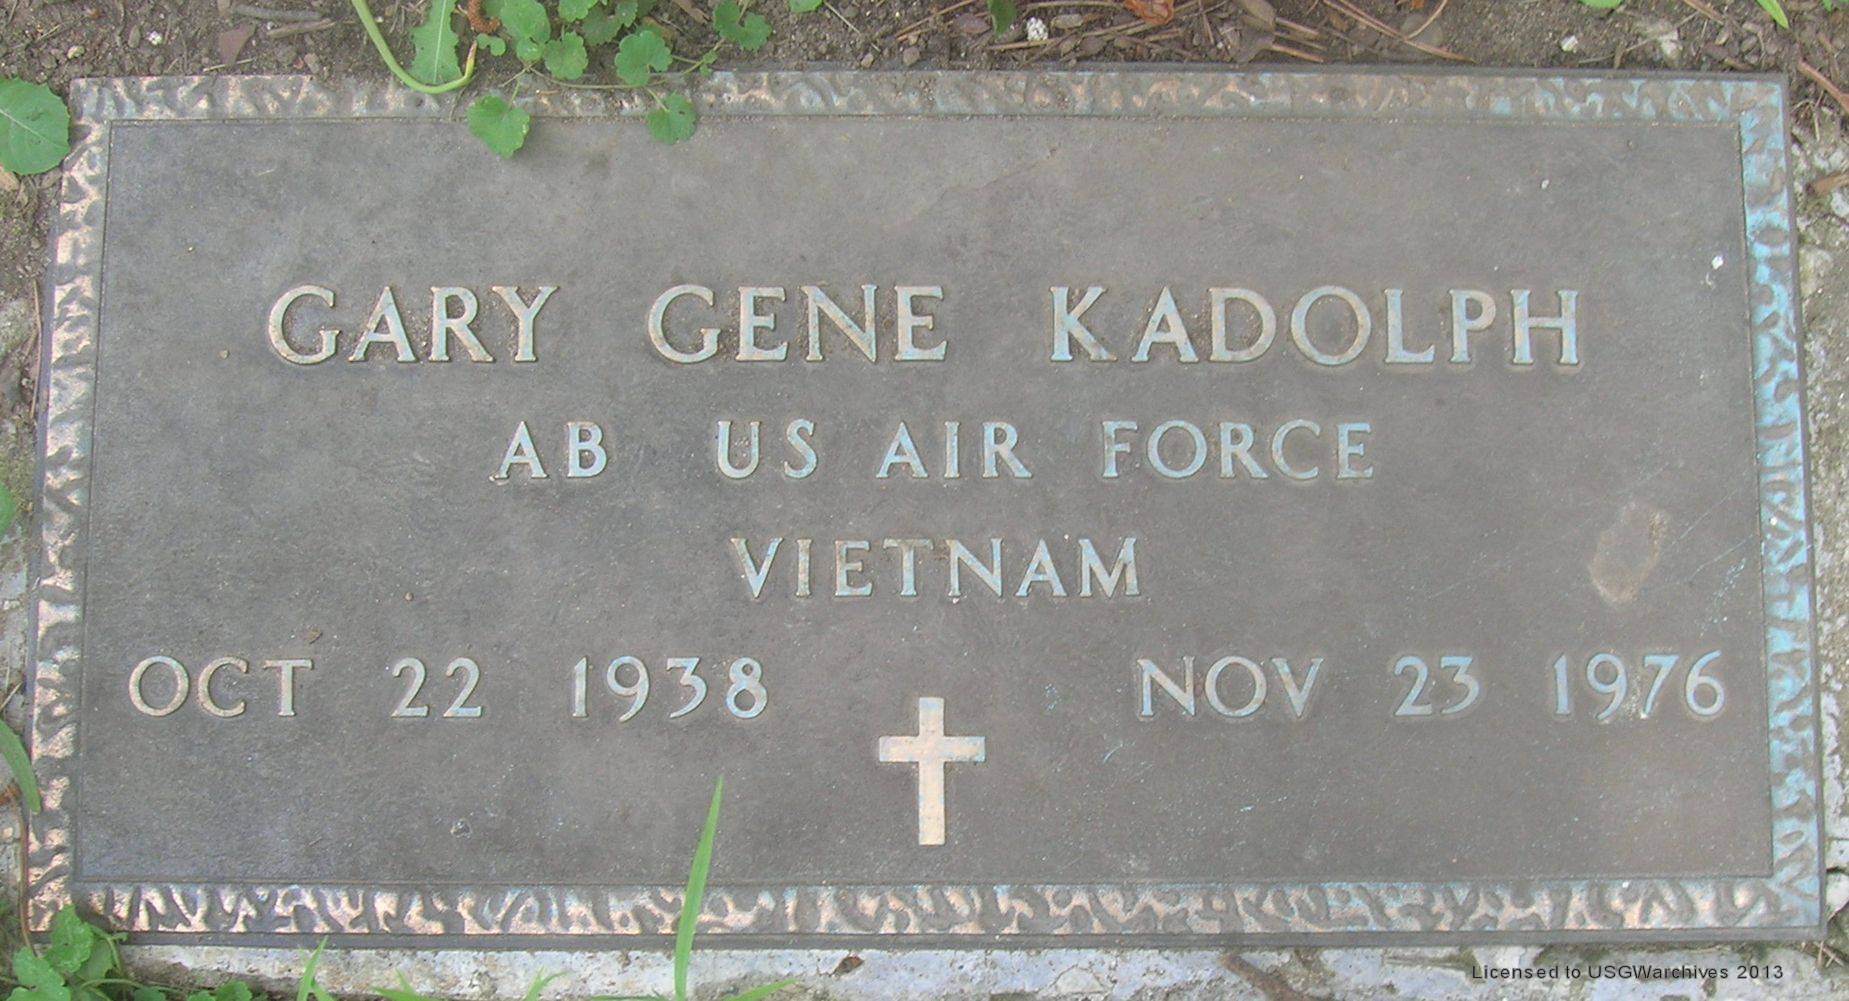 GARY GENE KADOLPH
AB US AIR FORCE
VIETNAM
OCT 22 1938 NOV 23 1976
Licensed to USGWarchives 2013